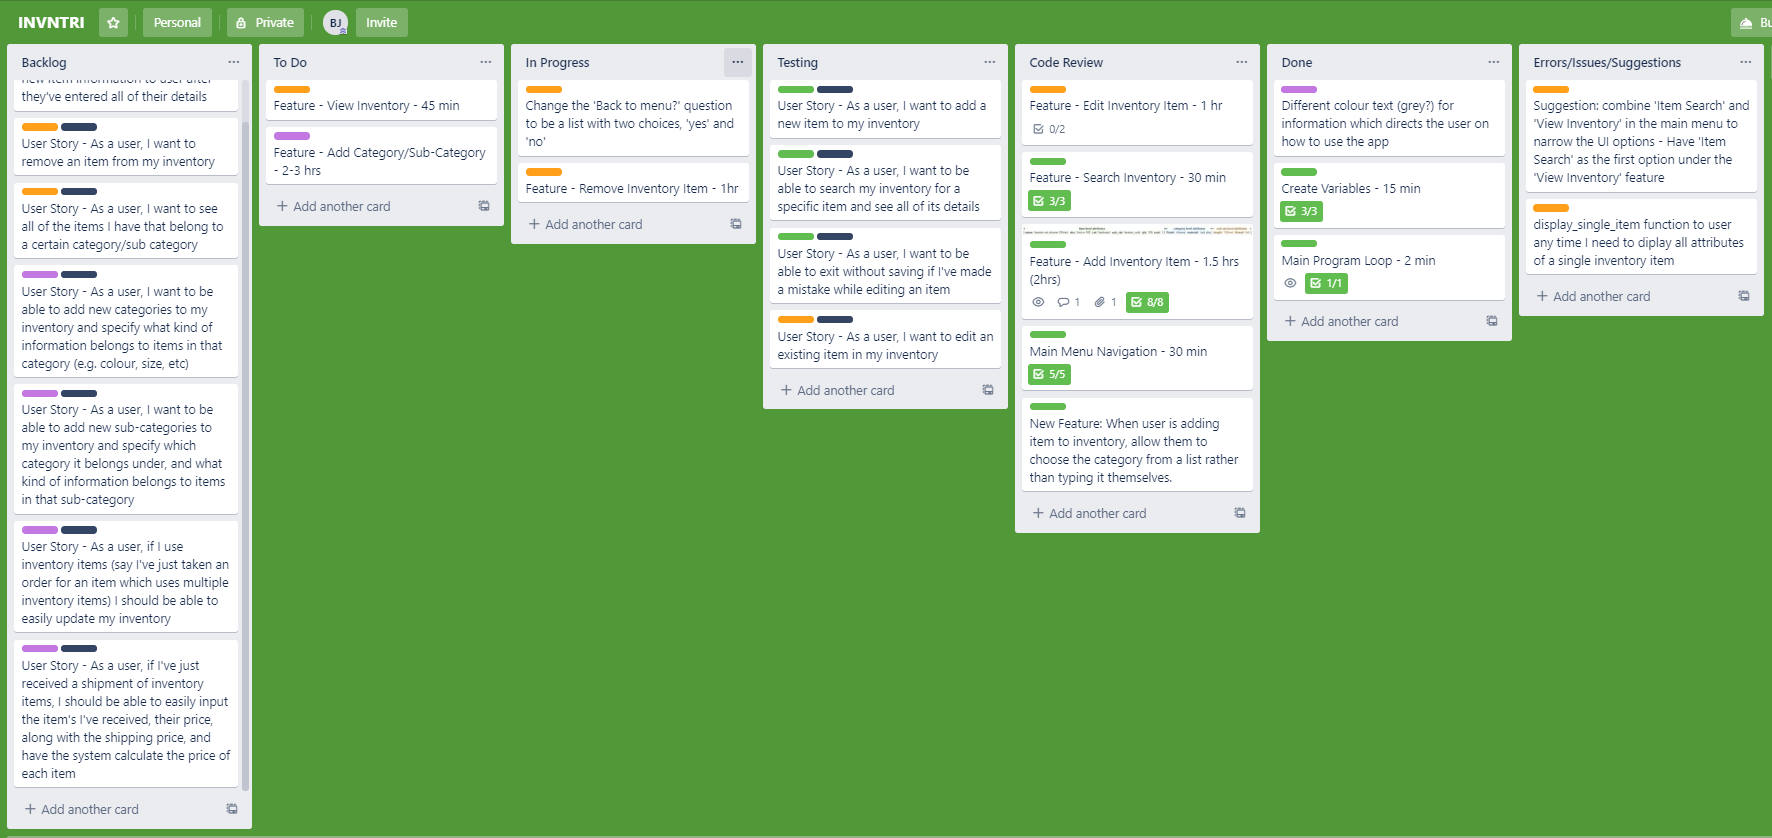 INVNTRI
Personal
Private
BJ
Invite
Bu
Backlog
new item information to user after
they've entered all of their details
User Story - As a user, I want to
remove an item from my inventory
User Story - As a user, I want to see
all of the items I have that belong to
a certain category/sub category
User Story - As a user, I want to be
able to add new categories to my
inventory and specify what kind of
information belongs to items in that
category (e.g. colour, size, etc)
User Story - As a user, I want to be
able to add new sub-categories to
my inventory and specify which
category it belongs under, and what
kind of information belongs to items
in that sub-category
User Story - As a user, if I use
inventory items (say I've just taken an
order for an item which uses multiple
inventory items) I should be able to
easily update my inventory
User Story - As a user, if I've just
received a shipment of inventory
items, I should be able to easily input
the item's I've received, their price,
along with the shipping price, and
have the system calculate the price of
each item
+ Add another card
To Do
Feature - View Inventory - 45 min
Feature - Add Category/Sub-Category
- 2-3 hrs
+ Add another card
In Progress
Change the 'Back to menu?' question
to be a list with two choices, 'yes' and
'no'
Feature - Remove Inventory Item - 1hr
+ Add another card
Testing
User Story - As a user, I want to add a
new item to my inventory
User Story - As a user, I want to be
able to search my inventory for a
specific item and see all of its details
User Story - As a user, I want to be
able to exit without saving if I've made
a mistake while editing an item
User Story - As a user, I want to edit an
existing item in my inventory
+ Add another card
Code Review
Feature - Edit Inventory Item - 1 hr
0/2
Feature - Search Inventory - 30 min
3/3
Feature - Add Inventory Item - 1.5 hrs
(2hrs)
1 1 8/8
Main Menu Navigation - 30 min
5/5
New Feature: When user is adding
item to inventory, allow them to
choose the category from a list rather
than typing it themselves.
+ Add another card
Done
Different colour text (grey?) for
information which directs the user on
how to use the app
Create Variables - 15 min
3/3
Main Program Loop - 2 min
1/1
+ Add another card
Errors/Issues/Suggestions
Suggestion: combine 'Item Search' and
'View Inventory' in the main menu to
narrow the UI options - Have 'Item
Search' as the first option under the
'View Inventory' feature
display_single_item function to user
any time I need to diplay all attributes
of a single inventory item
+ Add another card